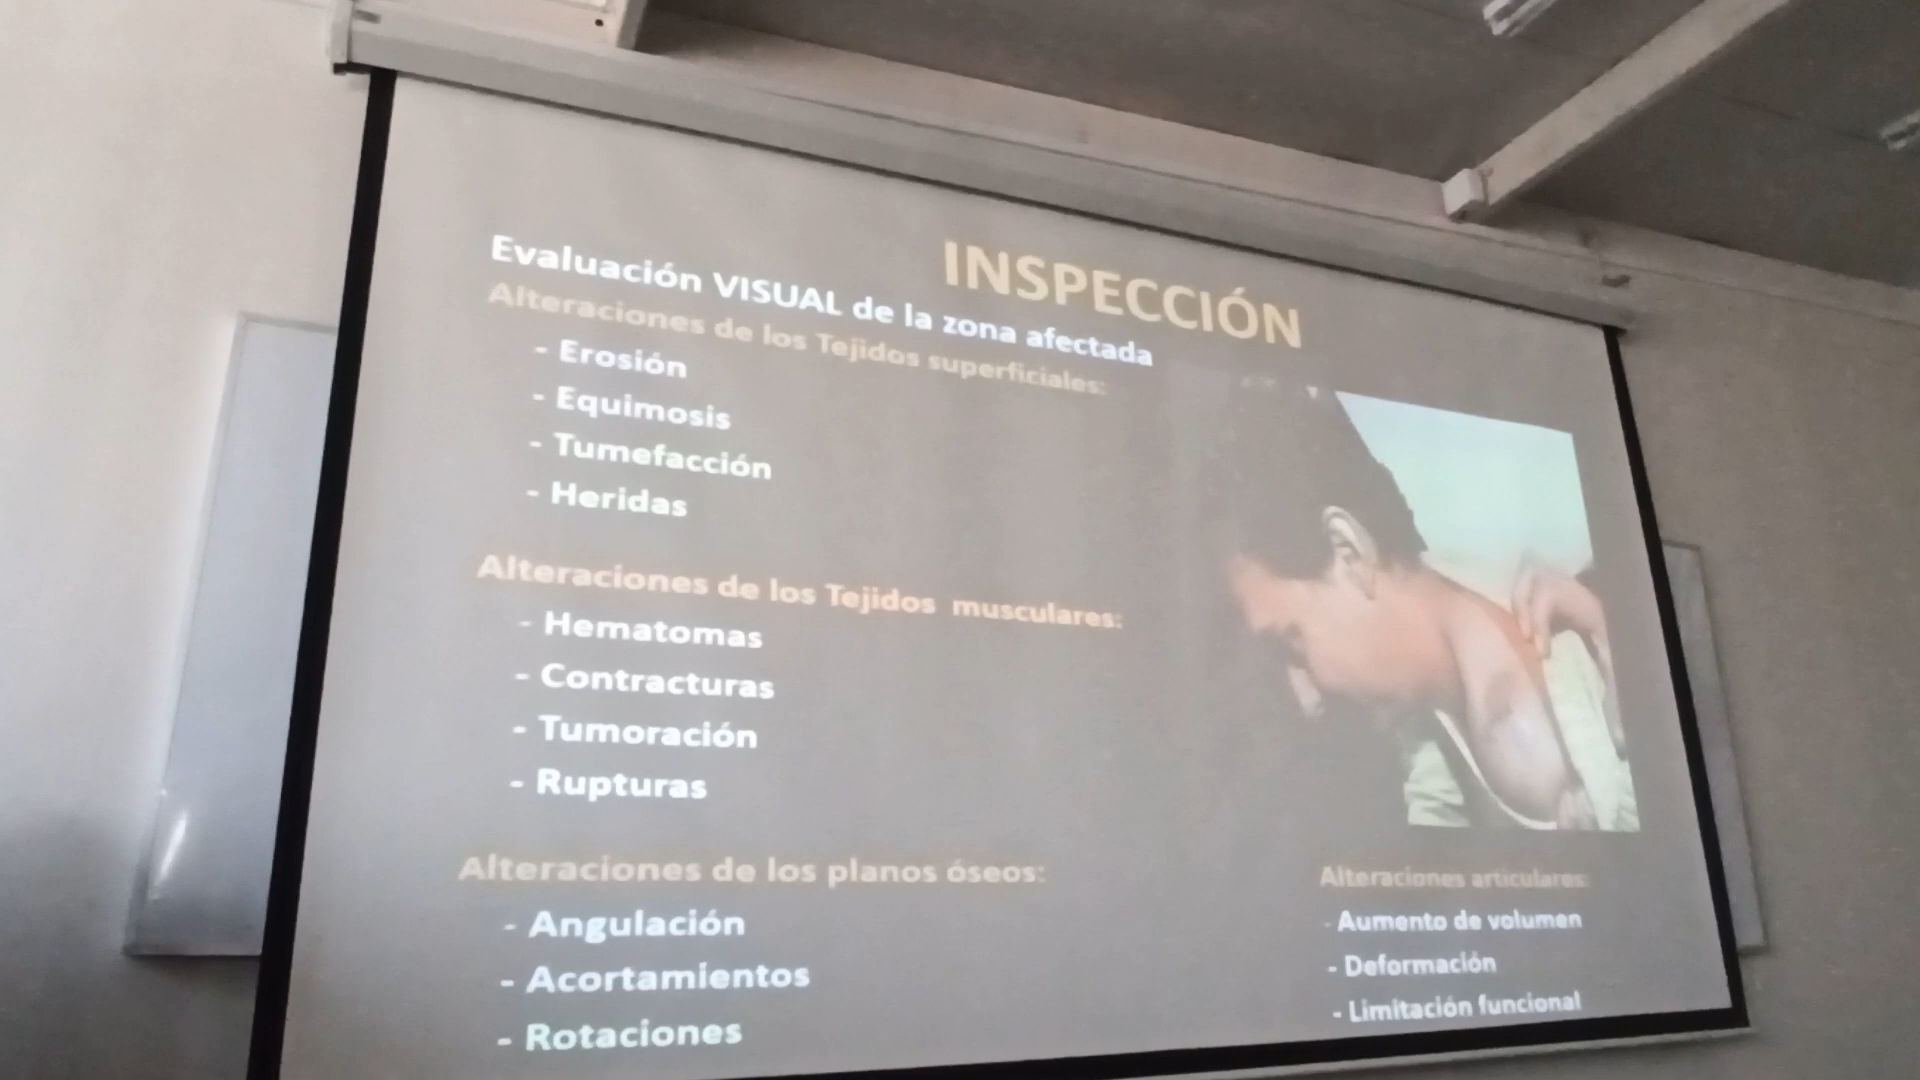 INSPECCIÓN
Evaluación VISUAL de la zona afectada
Alteraciones de los Tejidos superficiales:
- Erosión
- Equimosis
- Tumefacción
- Heridas
Alteraciones de los Tejidos musculares:
- Hematomas
- Contracturas
- Tumoración
- Rupturas
Alteraciones de los planos óseos:
- Angulación
- Acortamientos
- Rotaciones
Alteraciones articulares:
- Aumento de volumen
- Deformación
- Limitación funcional